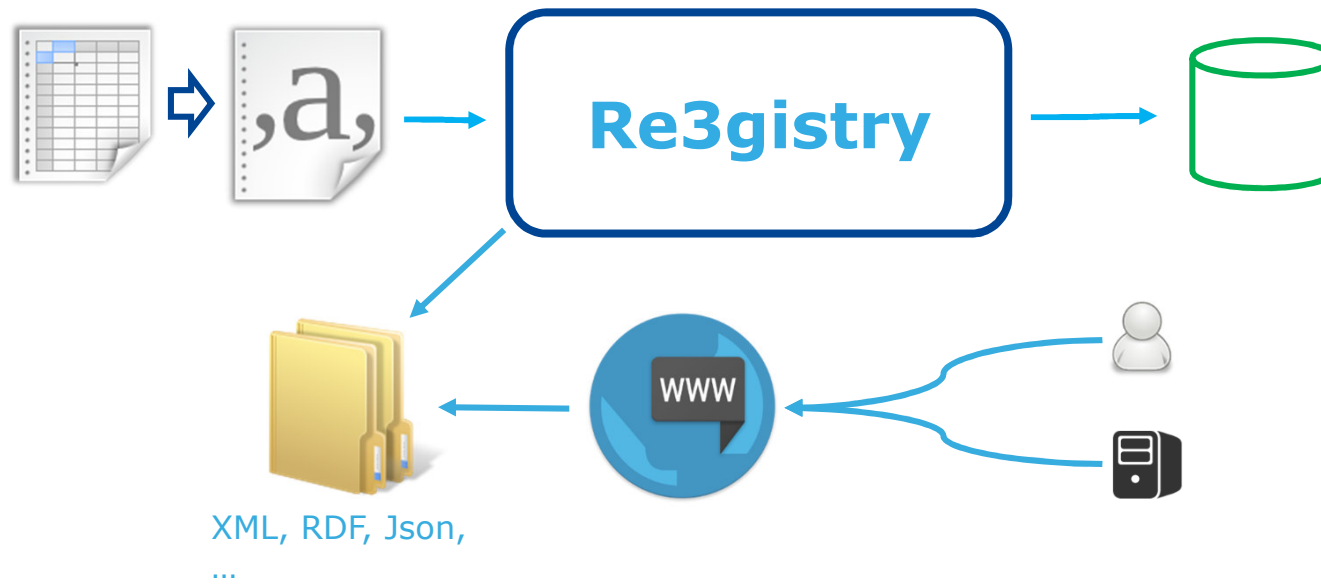 ,a,
Re3gistry
WWW
XML, RDF, Json,
…